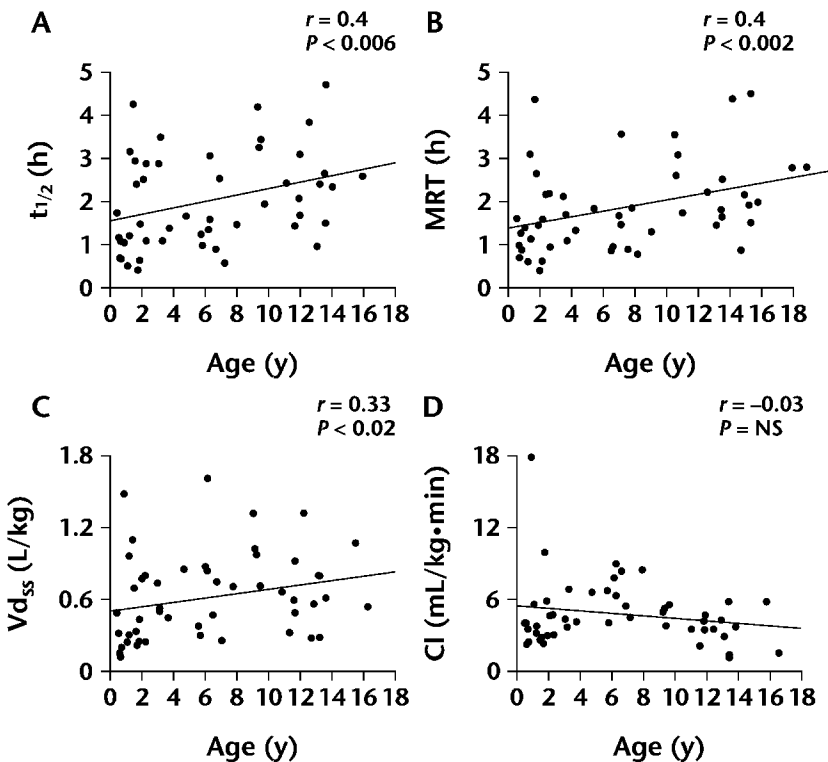 A
r = 0.4
P < 0.006
5
4
3
2
1
0
t1/2 (h)
0 2 4 6 8 10 12 14 16 18
Age (y)
B
r = 0.4
P < 0.002
5
4
3
2
1
0
MRT (h)
0 2 4 6 8 10 12 14 16 18
Age (y)
C
r = 0.33
P < 0.02
1.8
1.2
0.6
0
Vdss (L/kg)
0 2 4 6 8 10 12 14 16 18
Age (y)
D
r = –0.03
P = NS
18
12
6
0
Cl (mL/kg•min)
0 2 4 6 8 10 12 14 16 18
Age (y)